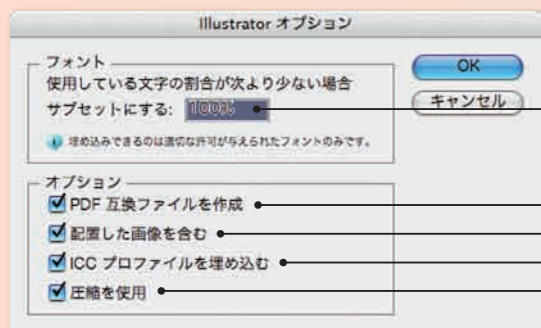 Illustrator オプション
フォント
使用している文字の割合が次より少ない場合
サブセットにする: 100%
埋め込みできるのは適切な許可が与えられたフォントのみです。
OK
キャンセル
オプション
PDF 互換ファイルを作成
配置した画像を含む
ICC プロファイルを埋め込む
圧縮を使用